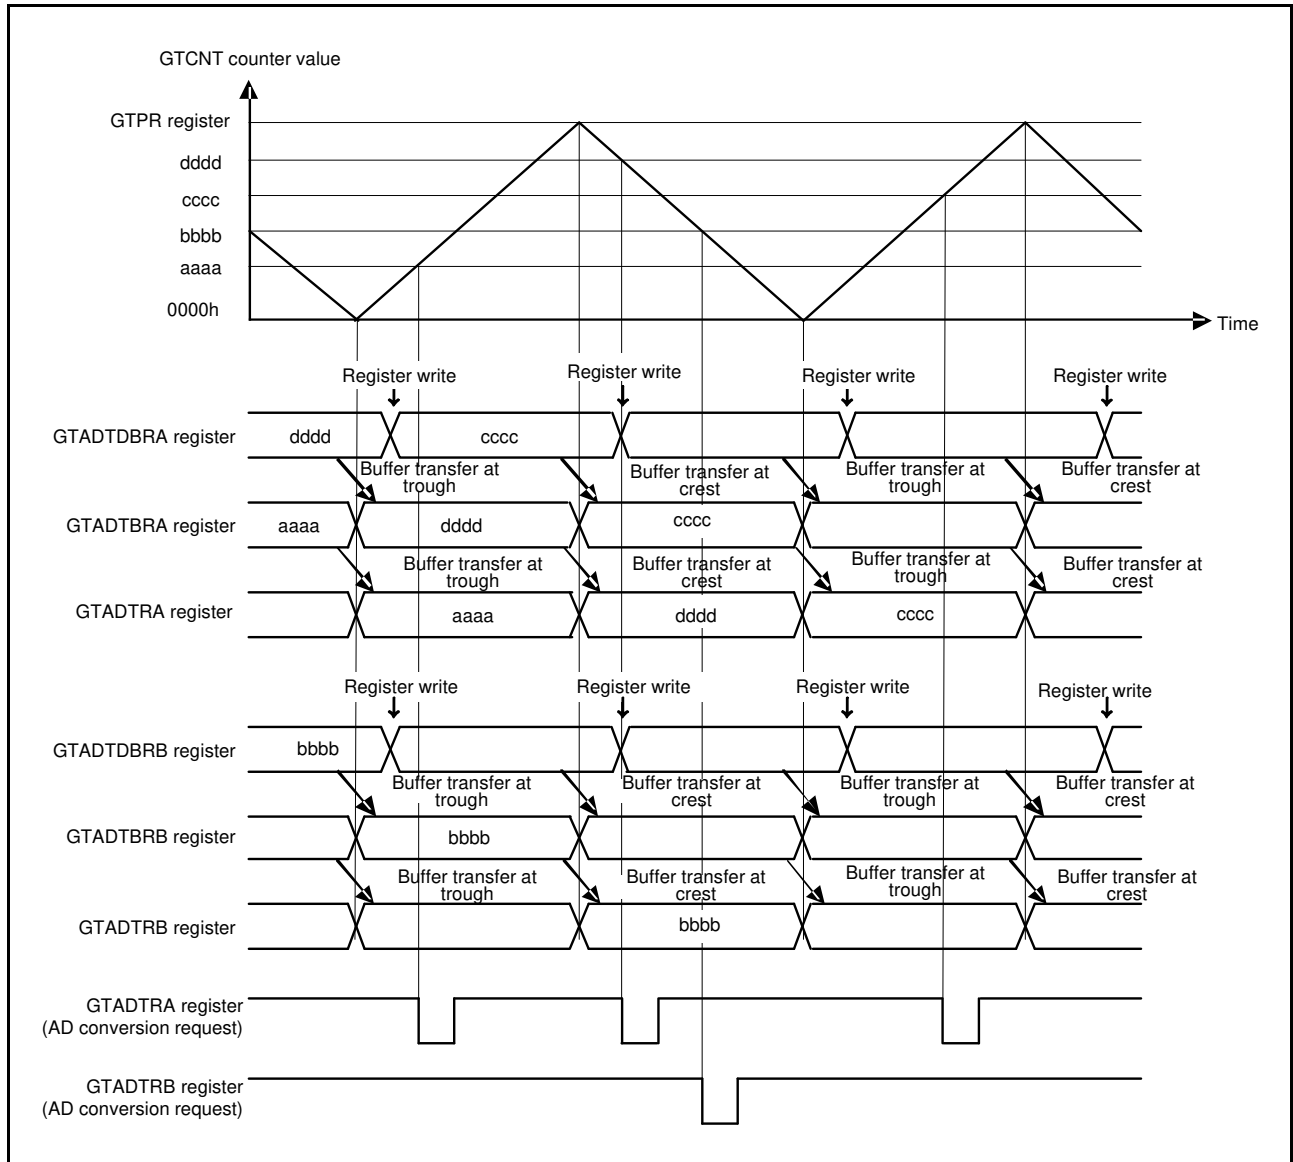 GTCNT counter value
GTPR register
dddd
cccc
bbbb
aaaa
0000h
Time
Register write
Register write
Register write
Register write
GTADTDBRA register
dddd
cccc
Buffer transfer at
trough
Buffer transfer at
crest
Buffer transfer at
trough
Buffer transfer at
crest
GTADTBRA register
aaaa
dddd
cccc
Buffer transfer at
trough
Buffer transfer at
crest
Buffer transfer at
trough
Buffer transfer at
crest
GTADTRA register
aaaa
dddd
cccc
Register write
Register write
Register write
Register write
GTADTDBRB register
bbbb
Buffer transfer at
trough
Buffer transfer at
crest
Buffer transfer at
trough
Buffer transfer at
crest
GTADTBRB register
bbbb
Buffer transfer at
trough
Buffer transfer at
crest
Buffer transfer at
trough
Buffer transfer at
crest
GTADTRB register
bbbb
GTADTRA register
(AD conversion request)
GTADTRB register
(AD conversion request)